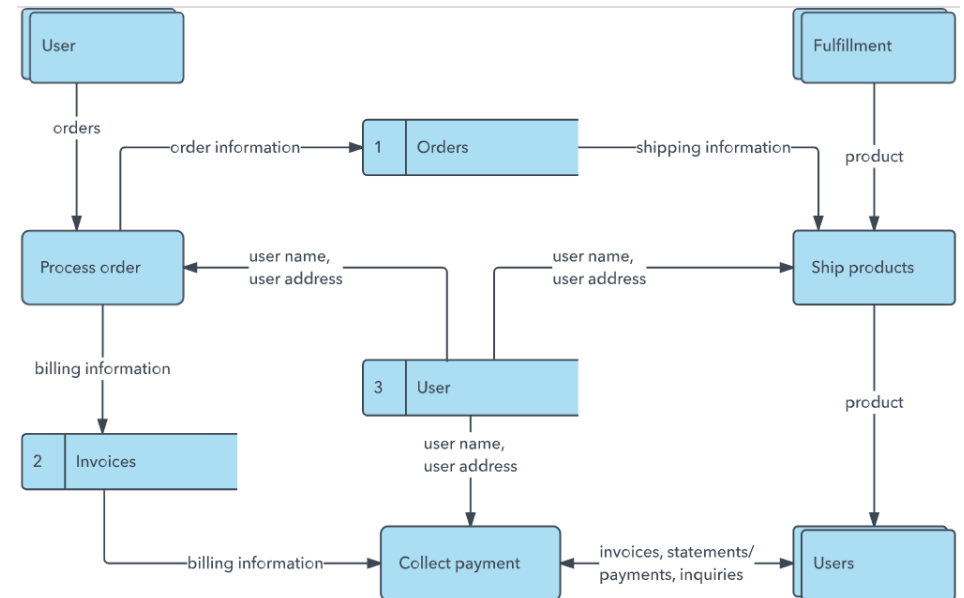 User
Fulfillment
orders
order information
1
Orders
shipping information
product
Process order
user name,
user address
user name,
user address
Ship products
billing information
3
User
product
2
Invoices
user name,
user address
billing information
Collect payment
invoices, statements/
payments, inquiries
Users